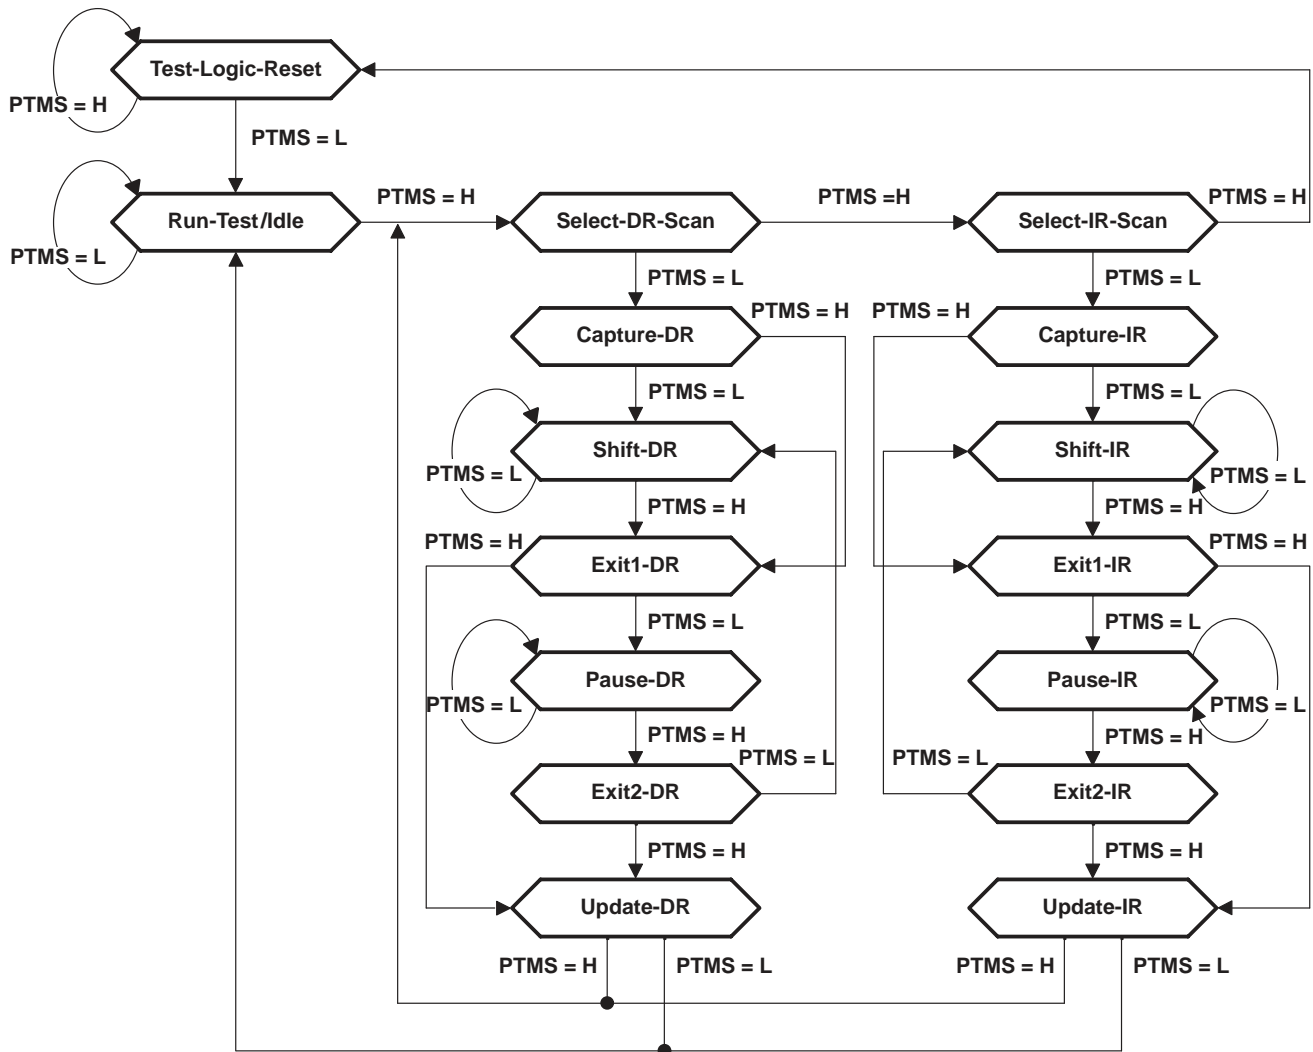 Test-Logic-Reset
PTMS = H
PTMS = L
PTMS = H
PTMS =H
PTMS = H
Run-Test/Idle
Select-DR-Scan
Select-IR-Scan
PTMS = L
PTMS = L
PTMS = L
PTMS = H
PTMS = H
Capture-DR
Capture-IR
PTMS = L
PTMS = L
Shift-DR
Shift-IR
PTMS = L
PTMS = L
PTMS = H
PTMS = H
PTMS = H
PTMS = H
Exit1-DR
Exit1-IR
PTMS = L
PTMS = L
Pause-DR
Pause-IR
PTMS = L
PTMS = L
PTMS = H
PTMS = H
PTMS = L
PTMS = L
Exit2-DR
Exit2-IR
PTMS = H
PTMS = H
Update-DR
Update-IR
PTMS = H
PTMS = L
PTMS = H
PTMS = L